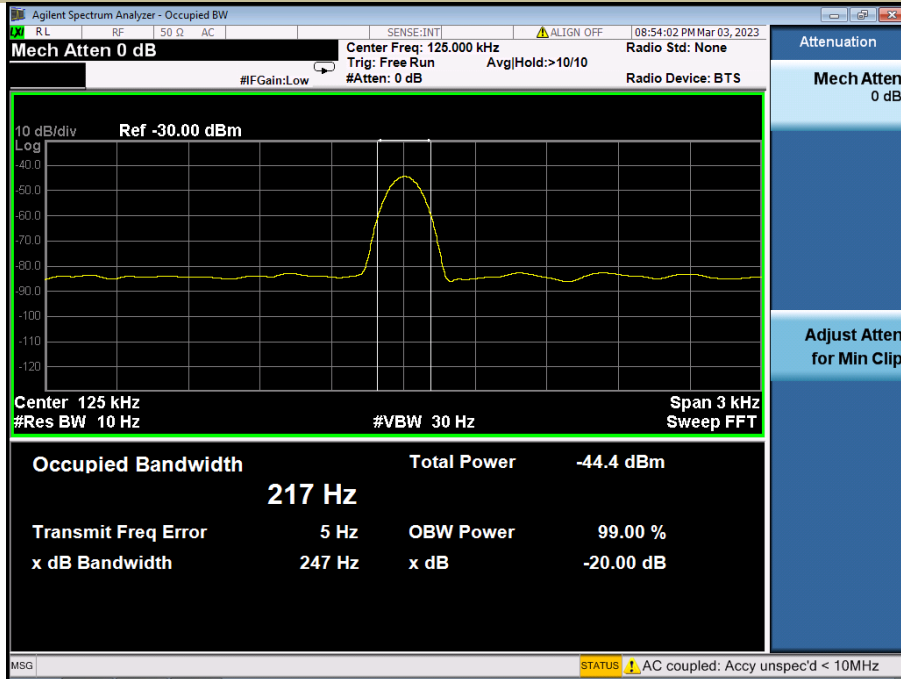 Agilent Spectrum Analyzer - Occupied BW
LXI RL RF 50 Ω AC SENSE:INT ALIGN OFF 08:54:02 PM Mar 03, 2023
Mech Atten 0 dB
Center Freq: 125.000 kHz Radio Std: None
Trig: Free Run Avg|Hold:>10/10
#IFGain:Low #Atten: 0 dB Radio Device: BTS
10 dB/div Ref -30.00 dBm
Log
-40.0
-50.0
-60.0
-70.0
-80.0
-90.0
-100
-110
-120
Center 125 kHz Span 3 kHz
#Res BW 10 Hz #VBW 30 Hz Sweep FFT
Occupied Bandwidth Total Power -44.4 dBm
217 Hz
Transmit Freq Error 5 Hz OBW Power 99.00 %
x dB Bandwidth 247 Hz x dB -20.00 dB
Attenuation
Mech Atten
0 dB
Adjust Atten
for Min Clip
MSG STATUS AC coupled: Accy unspec'd < 10MHz